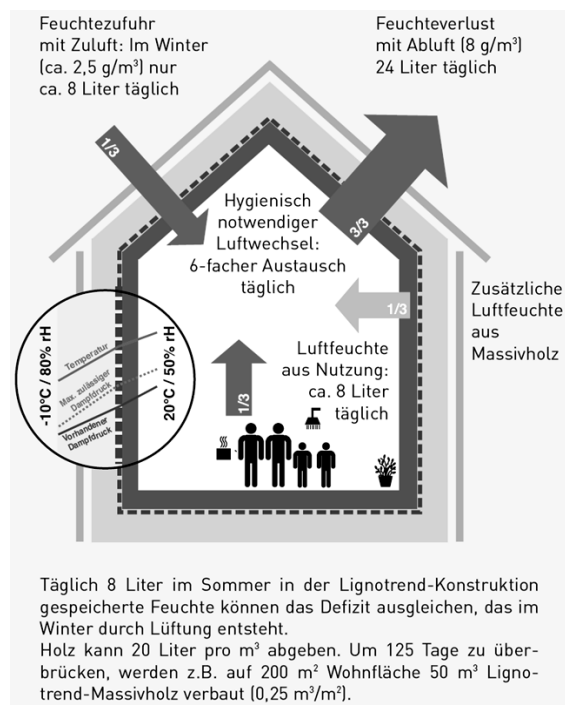 Feuchtezufuhr
mit Zuluft: Im Winter
(ca. 2,5 g/m³) nur
ca. 8 Liter täglich
Feuchteverlust
mit Abluft (8 g/m³)
24 Liter täglich
1/3
3/3
Hygienisch
notwendiger
Luftwechsel:
6-facher Austausch
täglich
1/3
Zusätzliche
Luftfeuchte
aus
Massivholz
-10°C / 80% rH
Temperatur
Max. zulässiger
Dampfdruck
Vorhandener
Dampfdruck
20°C / 50% rH
Luftfeuchte
aus Nutzung:
ca. 8 Liter
täglich
1/3
Täglich 8 Liter im Sommer in der Lignotrend-Konstruktion
gespeicherte Feuchte können das Defizit ausgleichen, das im
Winter durch Lüftung entsteht.
Holz kann 20 Liter pro m³ abgeben. Um 125 Tage zu über-
brücken, werden z.B. auf 200 m² Wohnfläche 50 m³ Ligno-
trend-Massivholz verbaut (0,25 m³/m²).